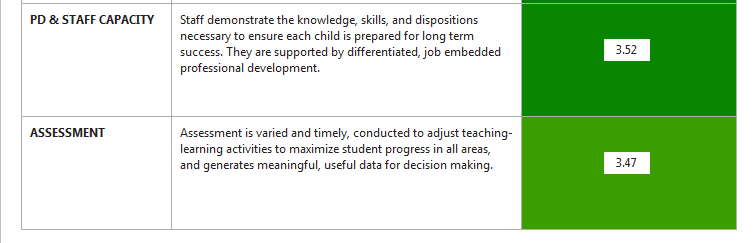 PD & STAFF CAPACITY
Staff demonstrate the knowledge, skills, and dispositions
necessary to ensure each child is prepared for long term
success. They are supported by differentiated, job embedded
professional development.
3.52
ASSESSMENT
Assessment is varied and timely, conducted to adjust teaching-
learning activities to maximize student progress in all areas,
and generates meaningful, useful data for decision making.
3.47